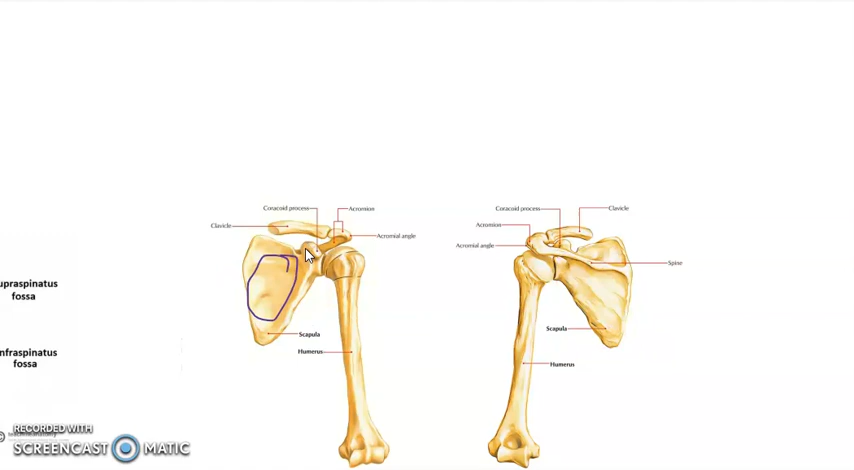 Coracoid process
Acromion
Clavicle
Acromial angle
Scapula
Humerus
Coracoid process
Clavicle
Acromion
Acromial angle
Spine
Scapula
Humerus
upraspinatus
fossa
nfraspinatus
fossa
RECORDED WITH
SCREENCAST MATIC